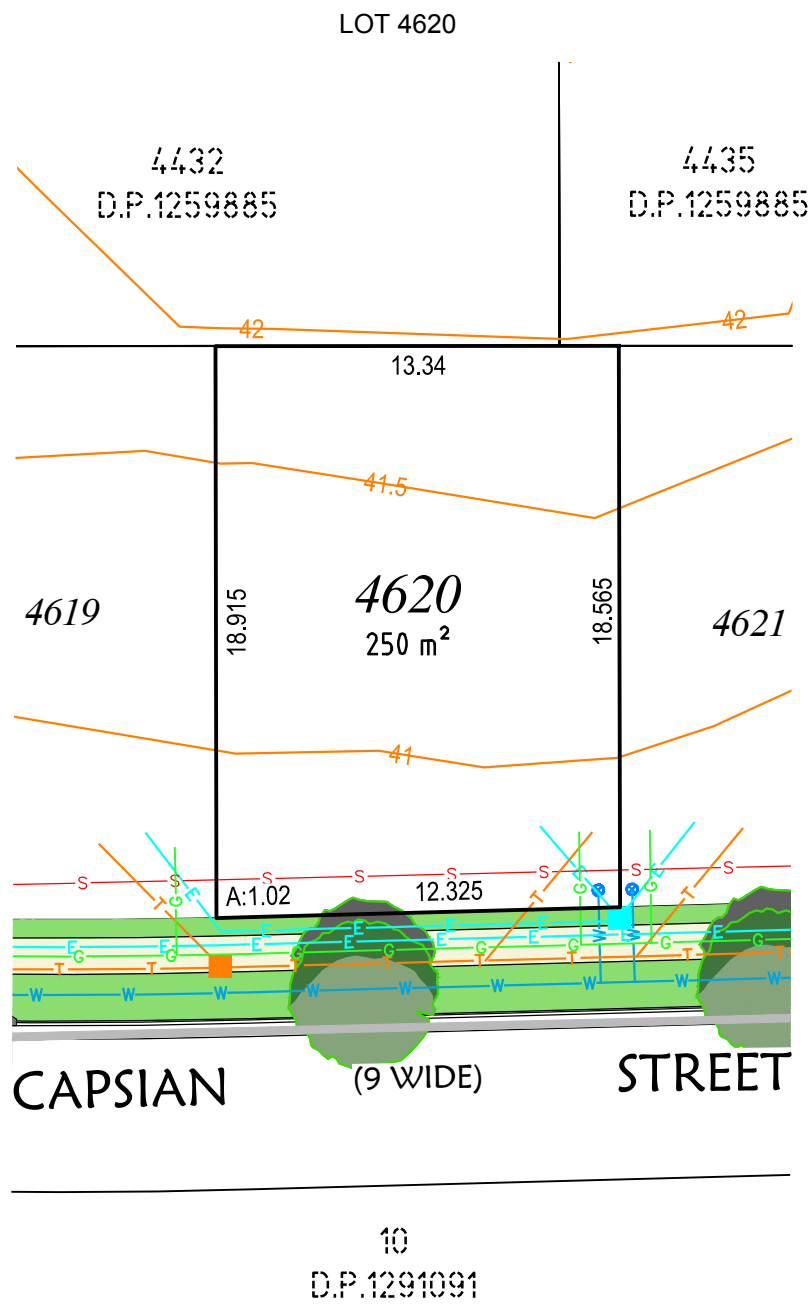 LOT 4620
4432
D.P.1259885
4435
D.P.1259885
42
42
13.34
41.5
4619
18.915
4620
250 m²
18.565
4621
41
S S S S S S S S
A:1.02
12.325
T E G G E T G E T
E E E E E E E E
G G G G G G
T T T T T T T T
W W
W W W W W W W W W
CAPSIAN
(9 WIDE)
STREET
10
D.P.1291091